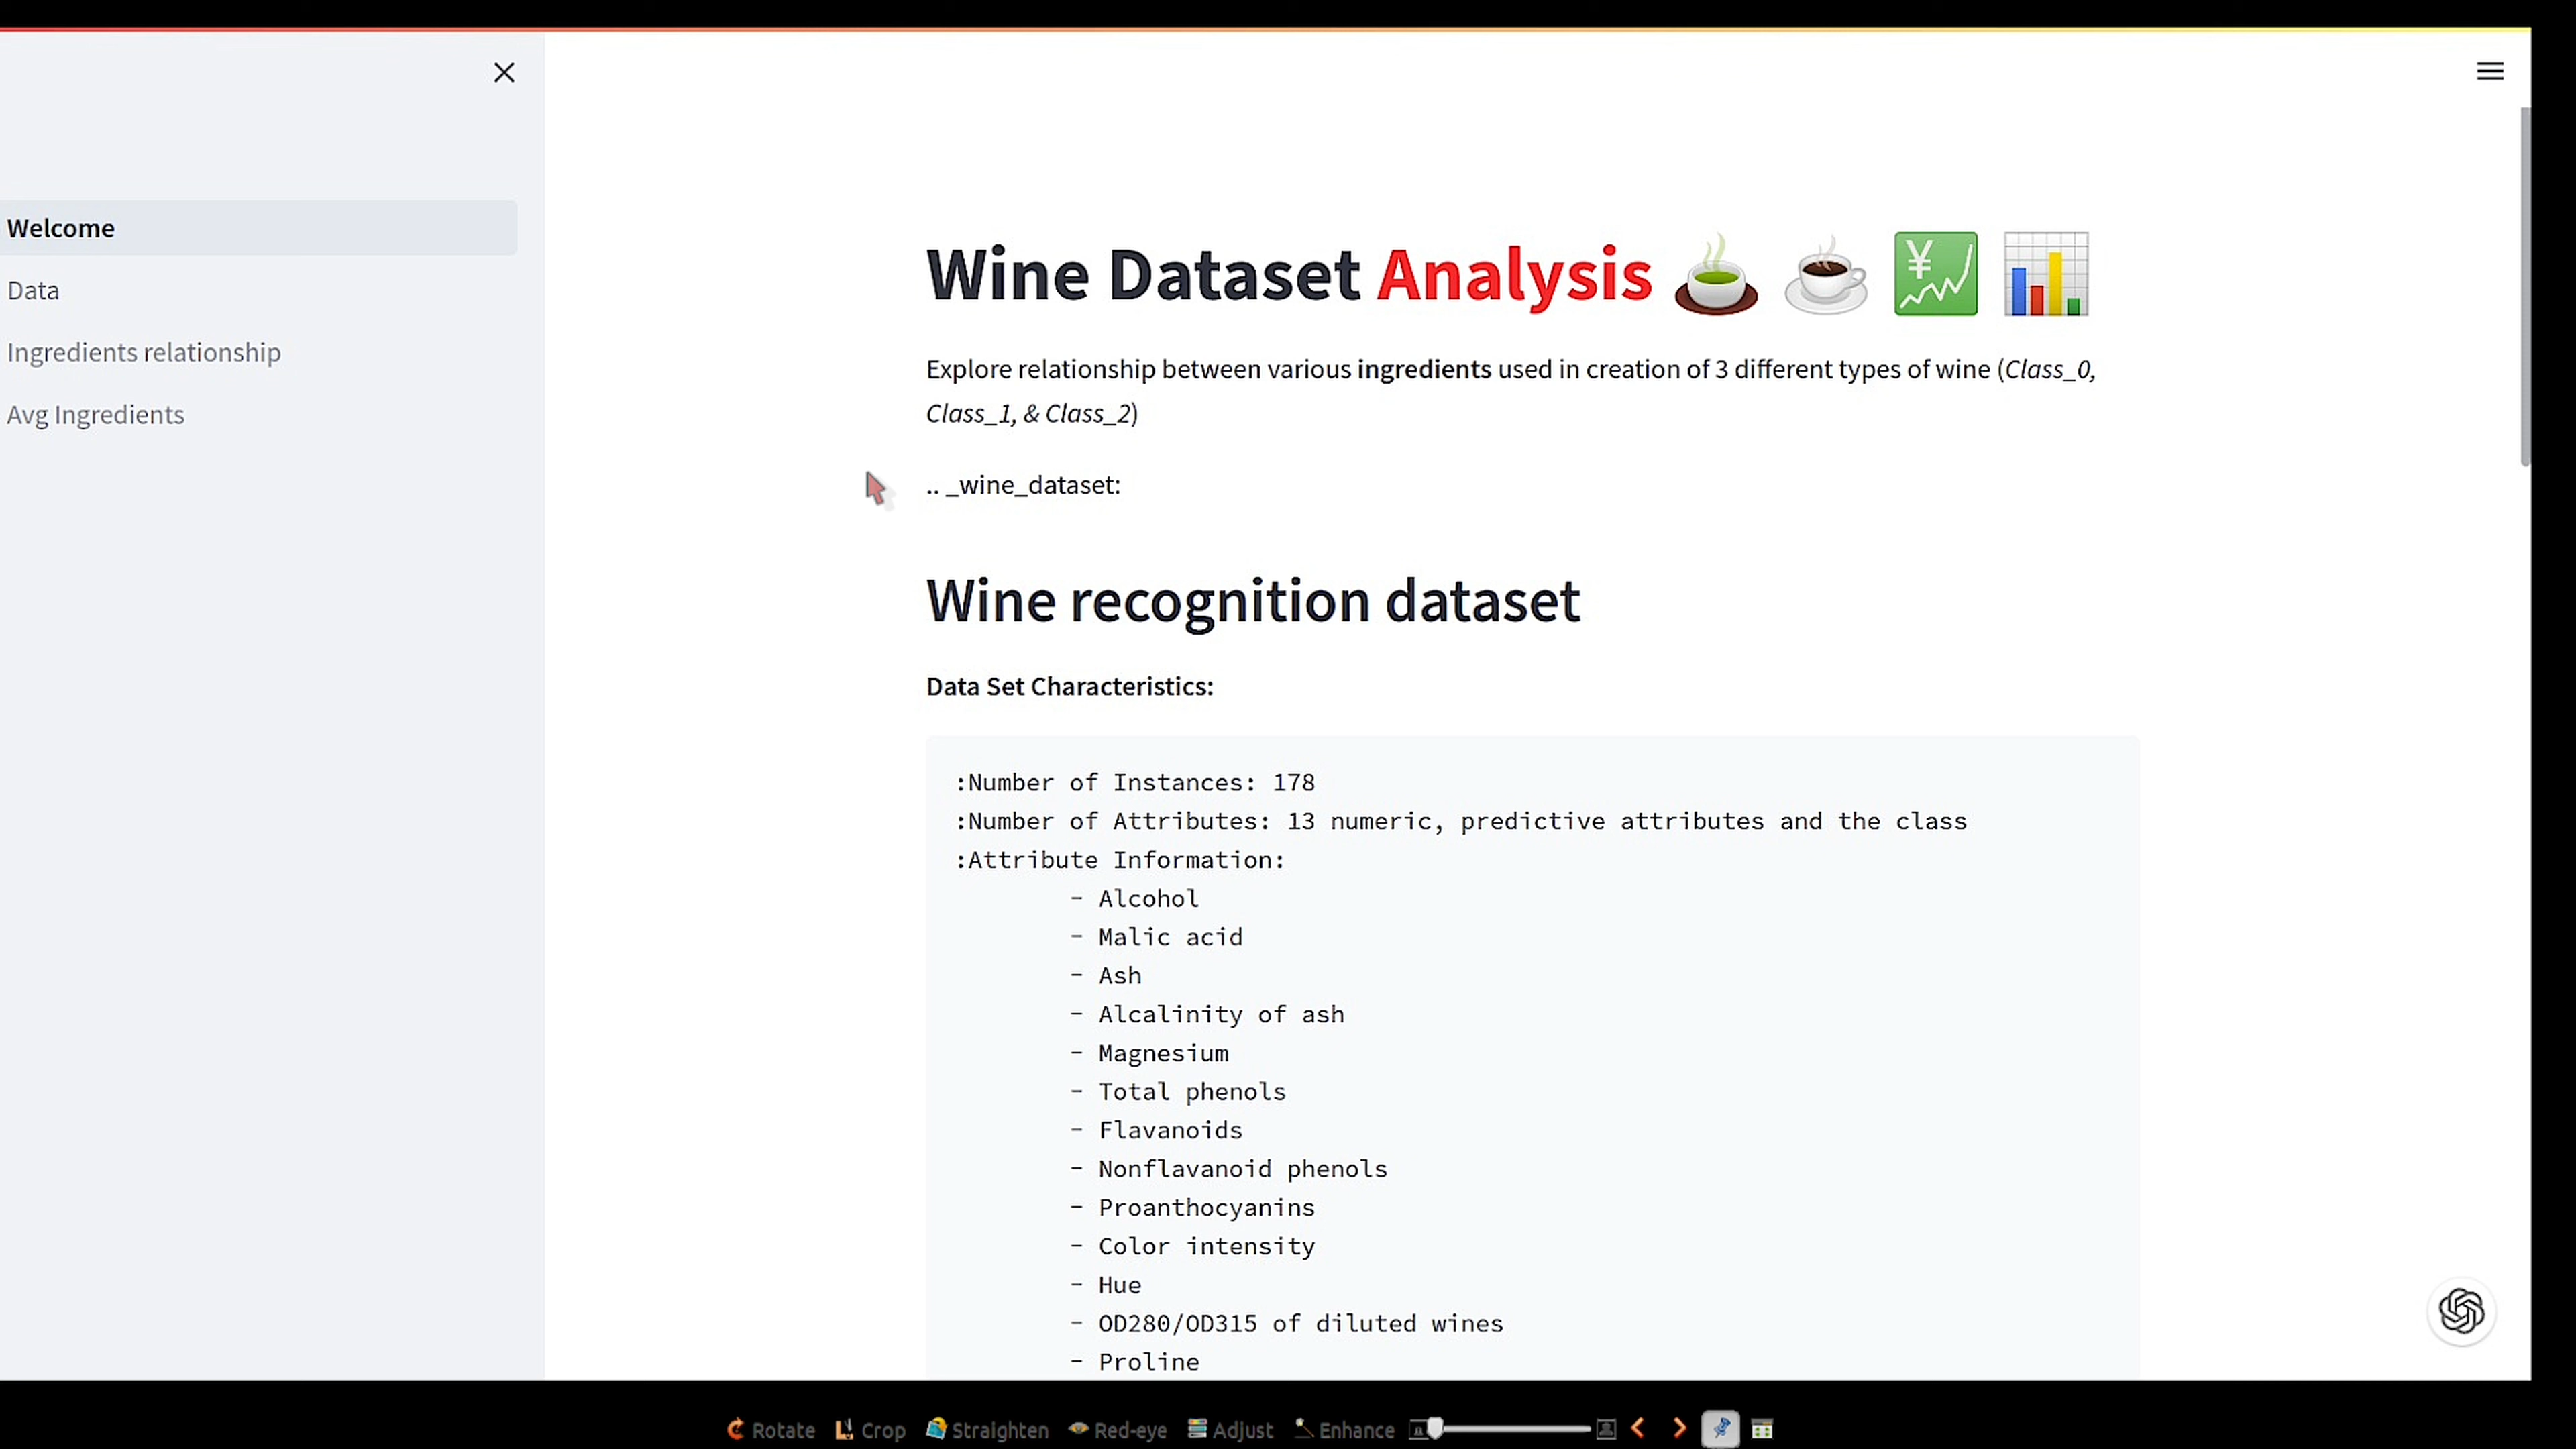 Welcome
Data
Ingredients relationship
Avg Ingredients
Wine Dataset Analysis
Explore relationship between various ingredients used in creation of 3 different types of wine (Class_0,
Class_1, & Class_2)
.. _wine_dataset:
Wine recognition dataset
Data Set Characteristics:
:Number of Instances: 178
:Number of Attributes: 13 numeric, predictive attributes and the class
:Attribute Information:
- Alcohol
- Malic acid
- Ash
- Alcalinity of ash
- Magnesium
- Total phenols
- Flavanoids
- Nonflavanoid phenols
- Proanthocyanins
- Color intensity
- Hue
- OD280/OD315 of diluted wines
- Proline
Rotate Crop Straighten Red-eye Adjust Enhance